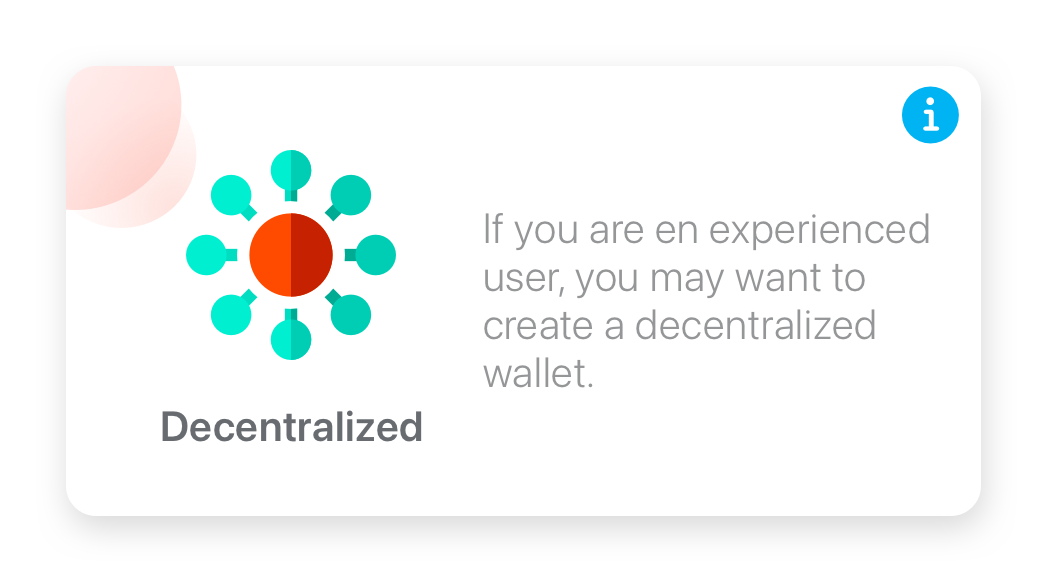 If you are en experienced
user, you may want to
create a decentralized
wallet.
Decentralized